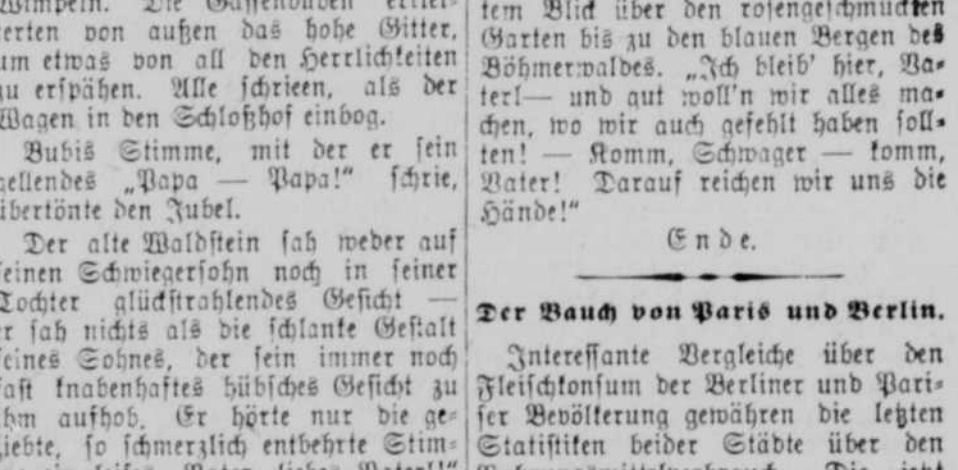 Wimpeln. Die Gassenbuben
terten von außen das hohe Gitter,
um etwas von all den Herrlichkeiten
zu erspähen. Alle schrieen, als der
Wagen in den Schloßhof einbog.
Bubis Stimme, mit der er sein
gellendes „Papa — Papa!“ schrie,
übertönte den Jubel.
Der alte Waldstein sah weder auf
seinen Schwiegersohn noch in seiner
Tochter glückstrahlendes Gesicht —
er sah nichts als die schlanke Gestalt
seines Sohnes, der sein immer noch
fast knabenhaftes hübsches Gesicht zu
ihm aufhob. Er hörte nur die ge-
liebte, so schmerzlich entbehrte Stim-
tem Blick über den rosengeschmückten
Garten bis zu den blauen Bergen des
Böhmerwaldes. „Ich bleib' hier, Va-
terl— und gut woll'n wir alles ma-
chen, wo wir auch gefehlt haben soll-
ten! — Komm, Schwager — komm,
Vater! Darauf reichen wir uns die
Hände!“
Ende.
Der Bauch von Paris und Berlin.
Interessante Vergleiche über den
Fleischkonsum der Berliner und Pari-
ser Bevölkerung gewähren die letzten
Statistiken beider Städte über den